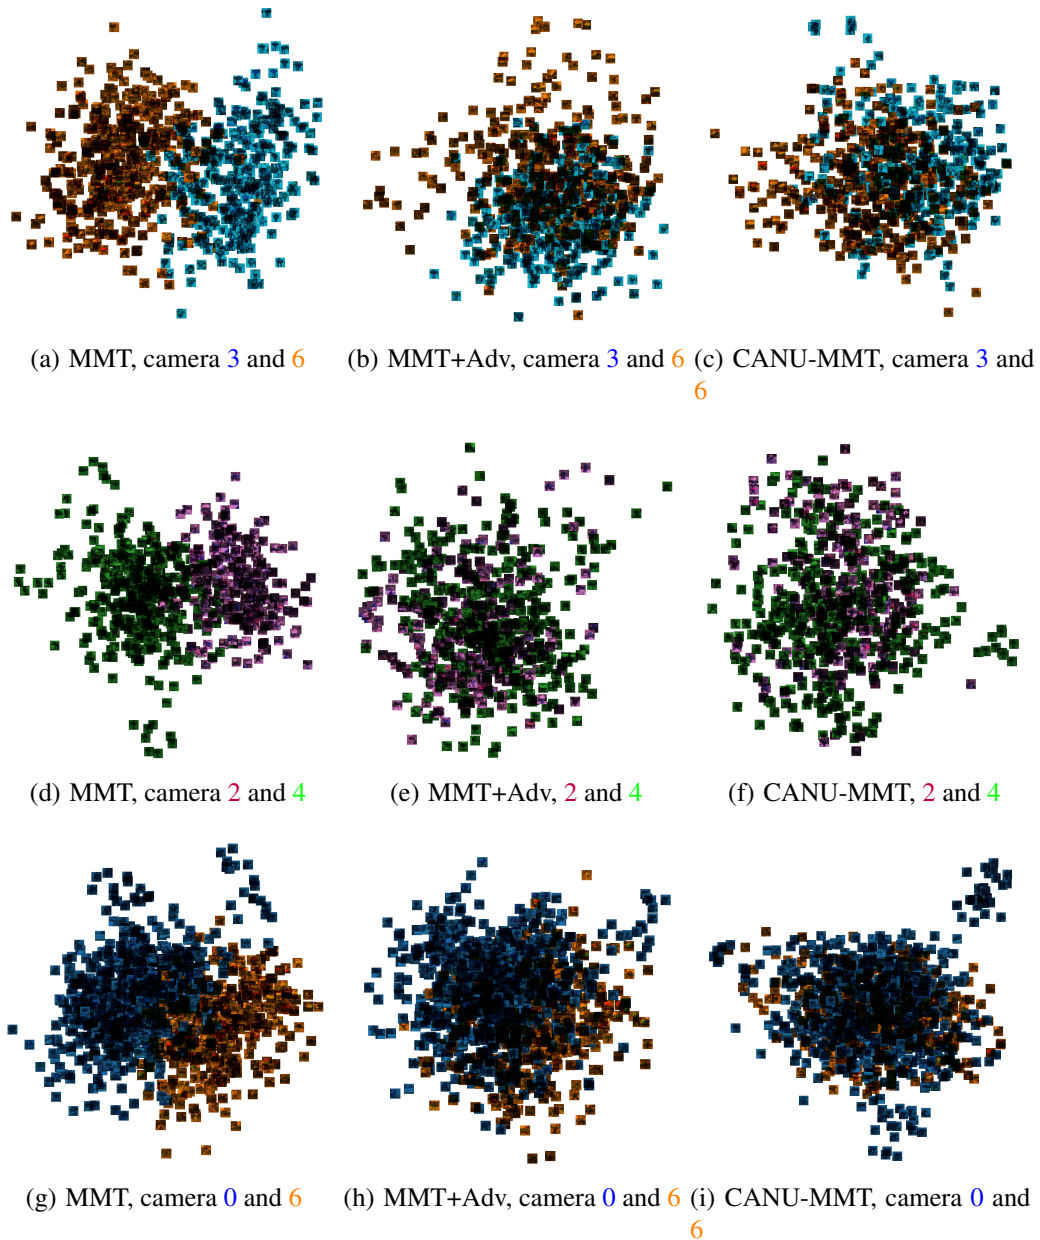 (a) MMT, camera 3 and 6
(b) MMT+Adv, camera 3 and 6
(c) CANU-MMT, camera 3 and
6
(d) MMT, camera 2 and 4
(e) MMT+Adv, 2 and 4
(f) CANU-MMT, 2 and 4
(g) MMT, camera 0 and 6
(h) MMT+Adv, camera 0 and 6
(i) CANU-MMT, camera 0 and
6